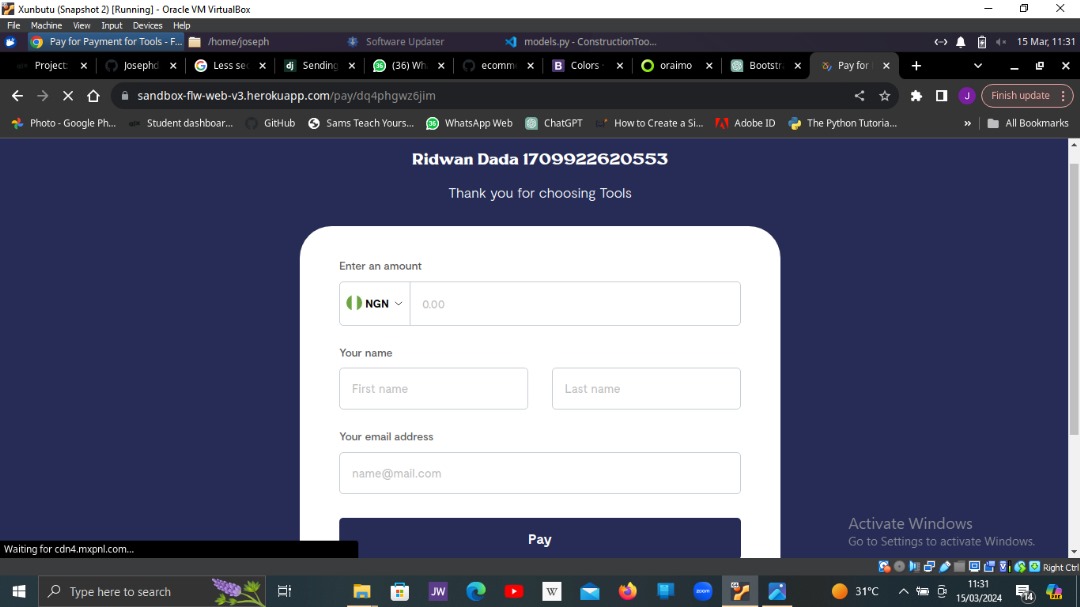 Xunbutu (Snapshot 2) [Running] - Oracle VM VirtualBox
File Machine View Input Devices Help
Pay for Payment for Tools - F... /home/joseph Software Updater models.py - ConstructionToo... 15 Mar, 11:31
Project: Josephd Less sec Sending (36) Wh ecomm Colors oraimo Bootstr Pay for
sandbox-flw-web-v3.herokuapp.com/pay/dq4phgwz6jim J Finish update
Photo - Google Ph... Student dashboar... GitHub Sams Teach Yours... WhatsApp Web ChatGPT How to Create a Si... Adobe ID The Python Tutoria... » All Bookmarks
Ridwan Dada 1709922620553
Thank you for choosing Tools
Enter an amount
NGN 0.00
Your name
First name Last name
Your email address
name@mail.com
Pay
Activate Windows
Go to Settings to activate Windows.
Waiting for cdn4.mxpnl.com...
Right Ctrl
Type here to search JW W zoom 31°C 11:31
15/03/2024 14